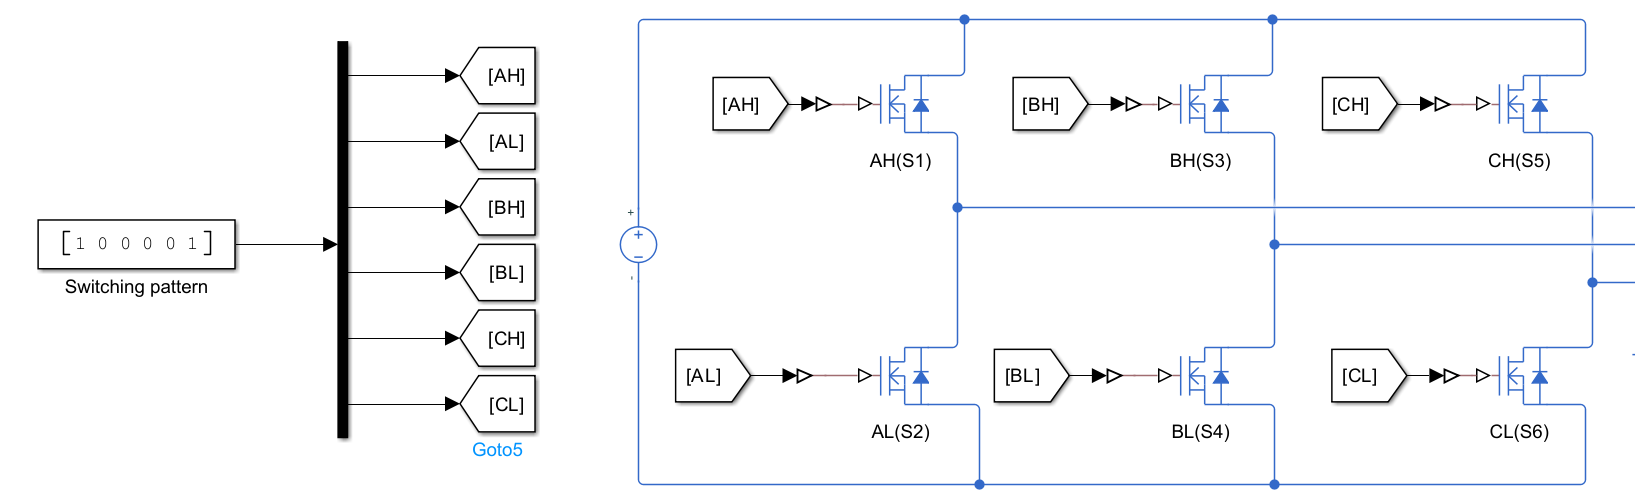 [AH]
[AL]
[BH]
[BL]
[CH]
[CL]
Goto5
[1 0 0 0 0 1]
Switching pattern
+
+
−
-
[AH]
AH(S1)
[BH]
BH(S3)
[CH]
CH(S5)
[AL]
AL(S2)
[BL]
BL(S4)
[CL]
CL(S6)